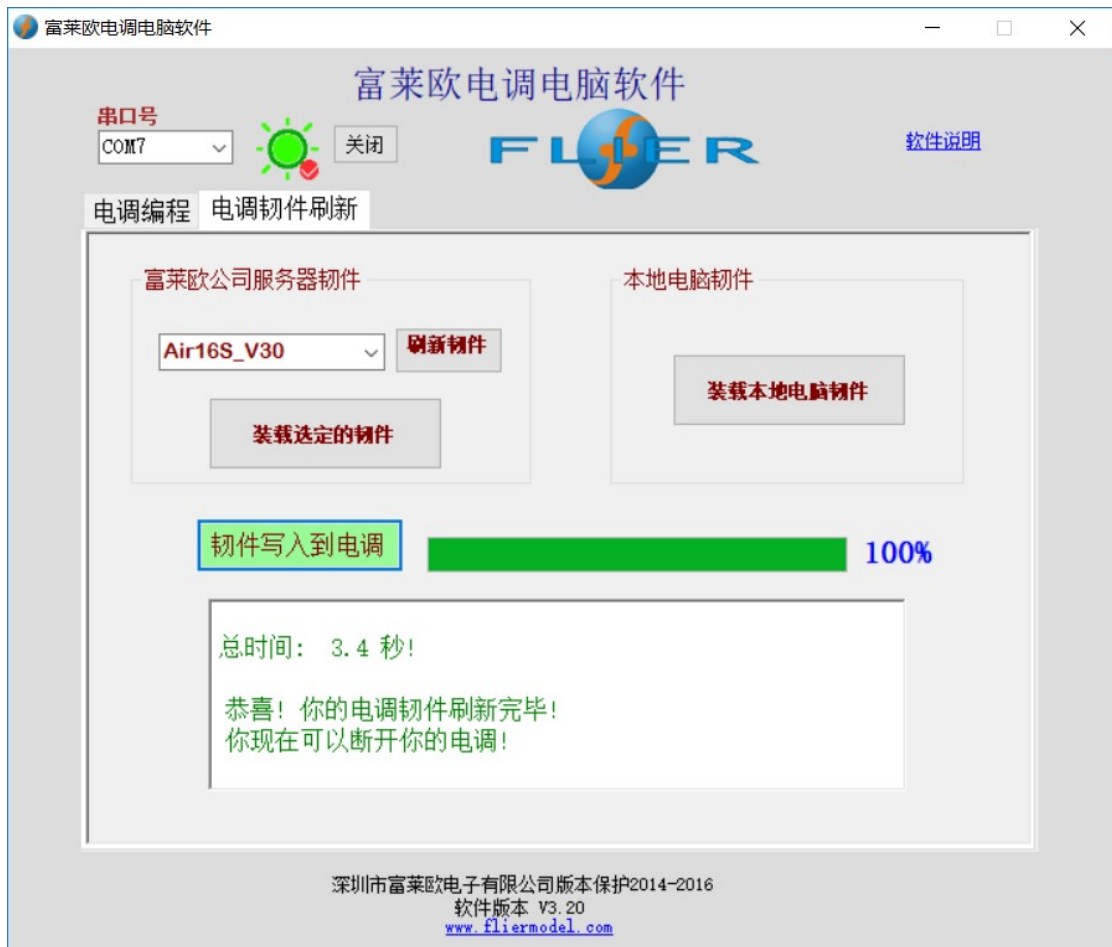 富莱欧电调电脑软件
富莱欧电调电脑软件
串口号
COM7
关闭
FLIER
软件说明
电调编程
电调韧件刷新
富莱欧公司服务器韧件
Air16S_V30
刷新韧件
装载选定的韧件
本地电脑韧件
装载本地电脑韧件
韧件写入到电调
100%
总时间: 3.4 秒!
恭喜! 你的电调韧件刷新完毕!
你现在可以断开你的电调!
深圳市富莱欧电子有限公司版本保护2014-2016
软件版本 V3.20
www.fliermodel.com